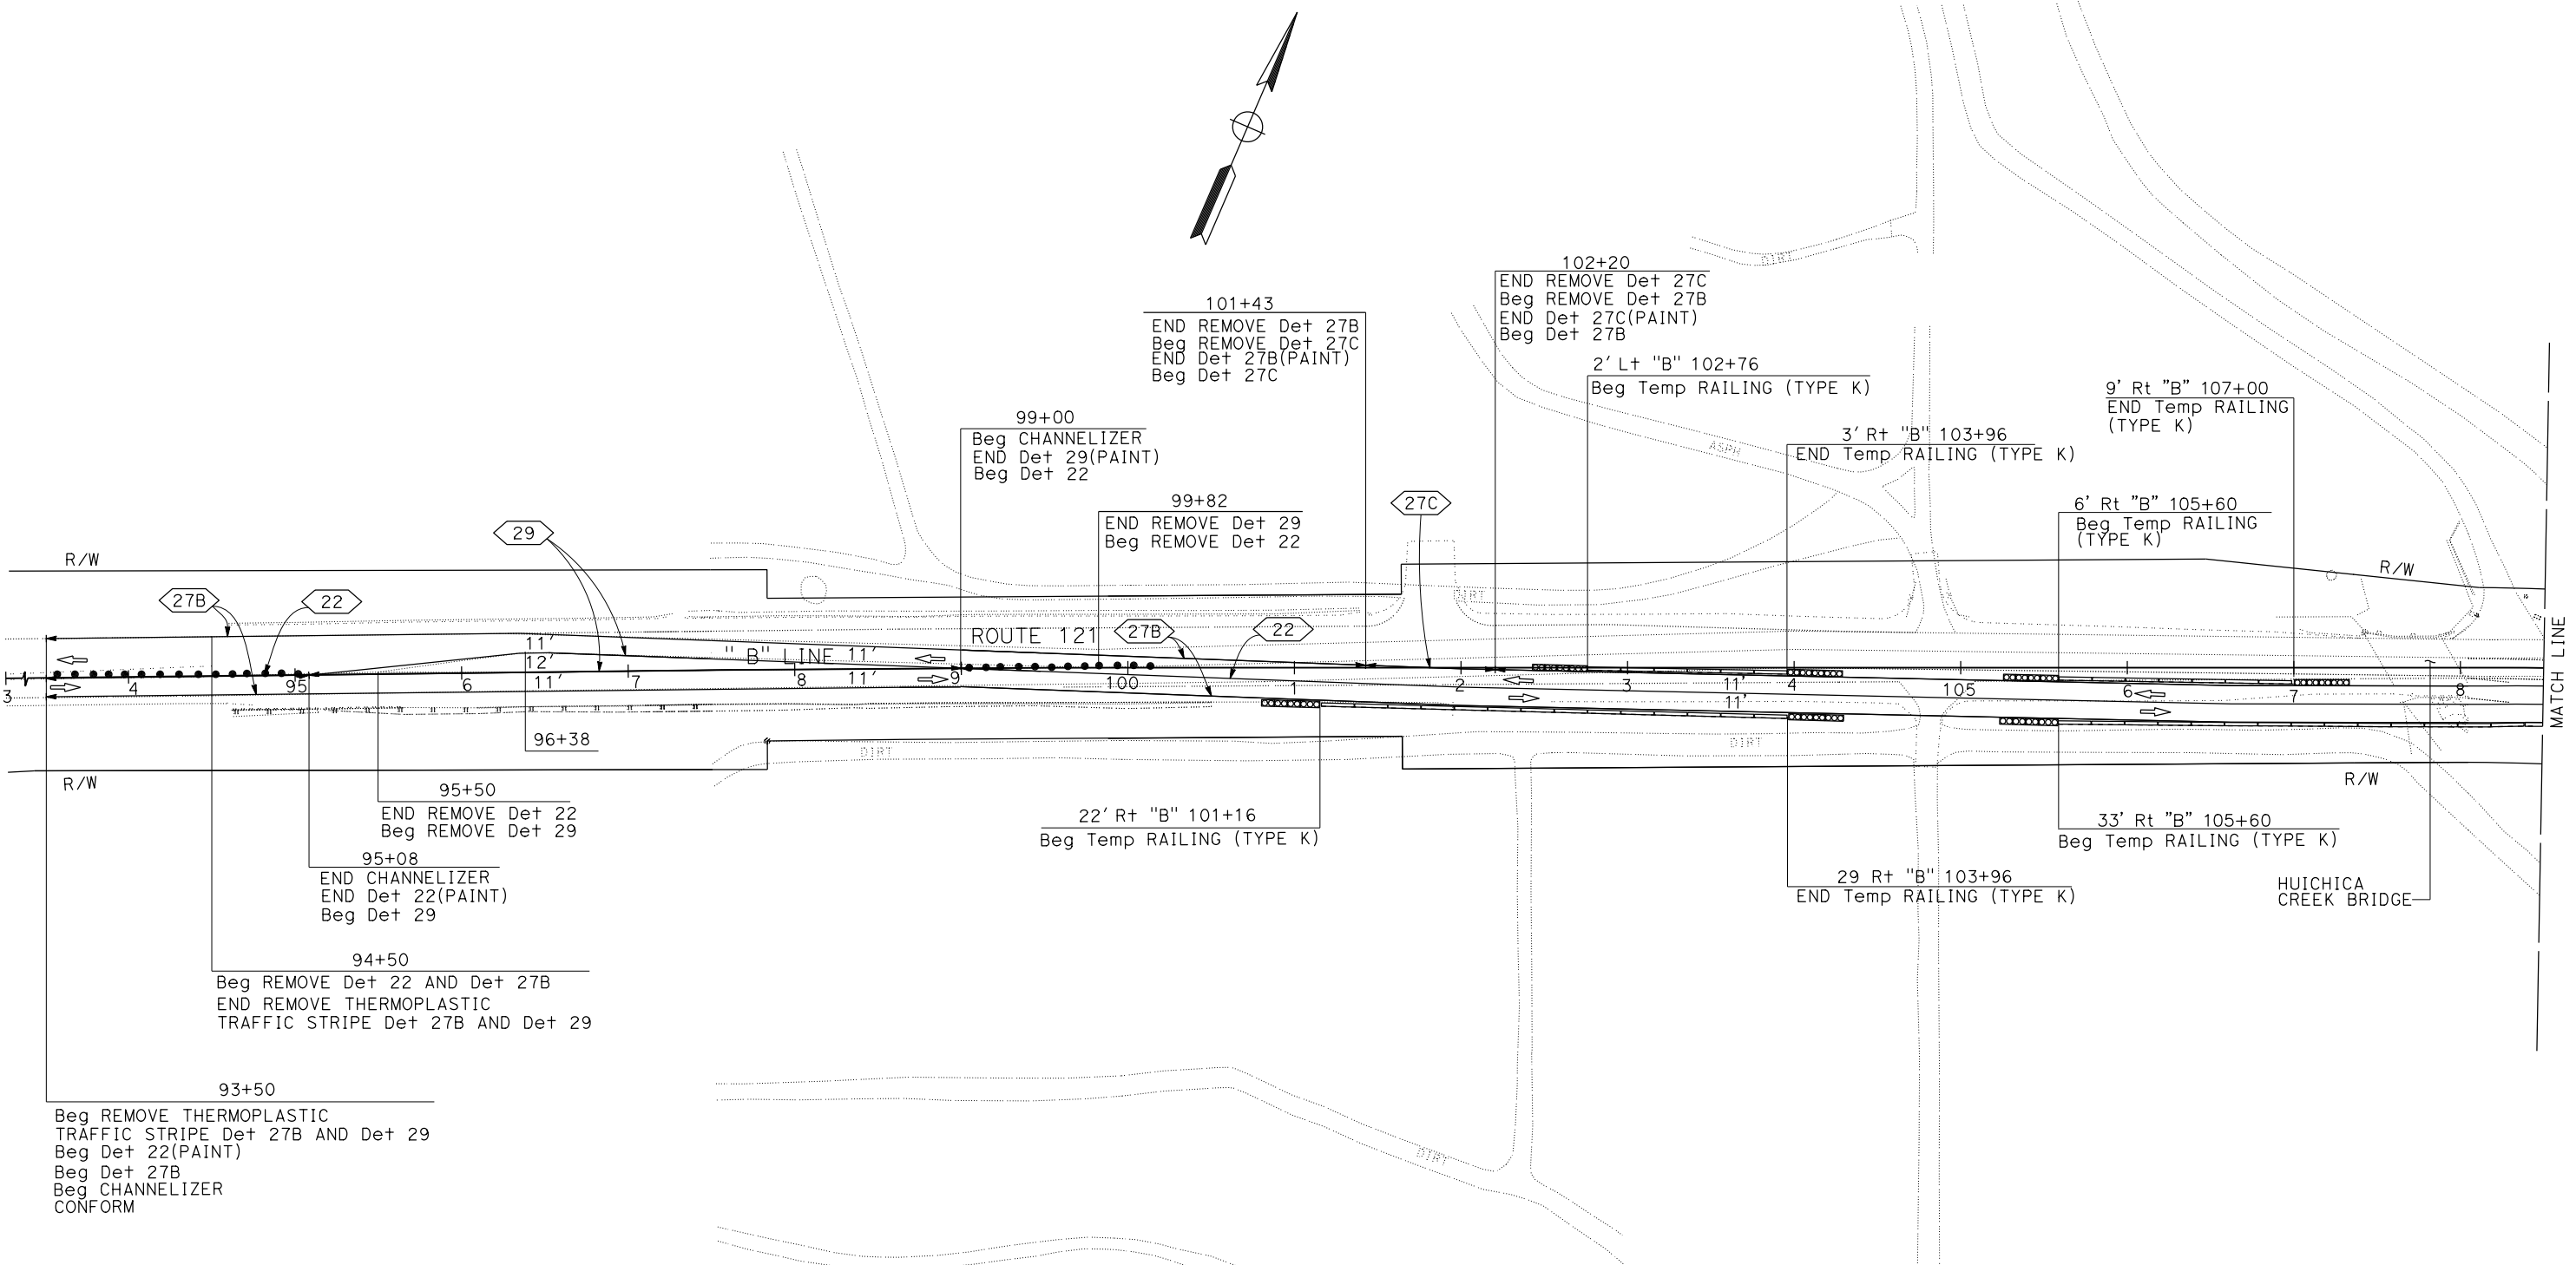 DIRT
102+20
END REMOVE Det 27C
Beg REMOVE Det 27B
END Det 27C(PAINT)
Beg Det 27B
101+43
END REMOVE Det 27B
Beg REMOVE Det 27C
END Det 27B(PAINT)
Beg Det 27C
2' Lt "B" 102+76
Beg Temp RAILING (TYPE K)
9' Rt "B" 107+00
END Temp RAILING
(TYPE K)
99+00
Beg CHANNELIZER
END Det 29(PAINT)
Beg Det 22
3' Rt "B" 103+96
END Temp RAILING (TYPE K)
ASPH
99+82
END REMOVE Det 29
Beg REMOVE Det 22
27C
6' Rt "B" 105+60
Beg Temp RAILING
(TYPE K)
29
R/W
R/W
27B
22
DIRT
ROUTE 121
27B
22
11'
12'
11'
"B" LINE 11'
11'
3
4
95
6
7
8
9
100
1
2
3
4
105
6
7
8
11'
11'
MATCH LINE
96+38
DIRT
DIRT
R/W
R/W
95+50
END REMOVE Det 22
Beg REMOVE Det 29
22' Rt "B" 101+16
Beg Temp RAILING (TYPE K)
33' Rt "B" 105+60
Beg Temp RAILING (TYPE K)
95+08
END CHANNELIZER
END Det 22(PAINT)
Beg Det 29
29 Rt "B" 103+96
END Temp RAILING (TYPE K)
HUICHICA
CREEK BRIDGE
94+50
Beg REMOVE Det 22 AND Det 27B
END REMOVE THERMOPLASTIC
TRAFFIC STRIPE Det 27B AND Det 29
93+50
Beg REMOVE THERMOPLASTIC
TRAFFIC STRIPE Det 27B AND Det 29
Beg Det 22(PAINT)
Beg Det 27B
Beg CHANNELIZER
CONFORM
DIRT